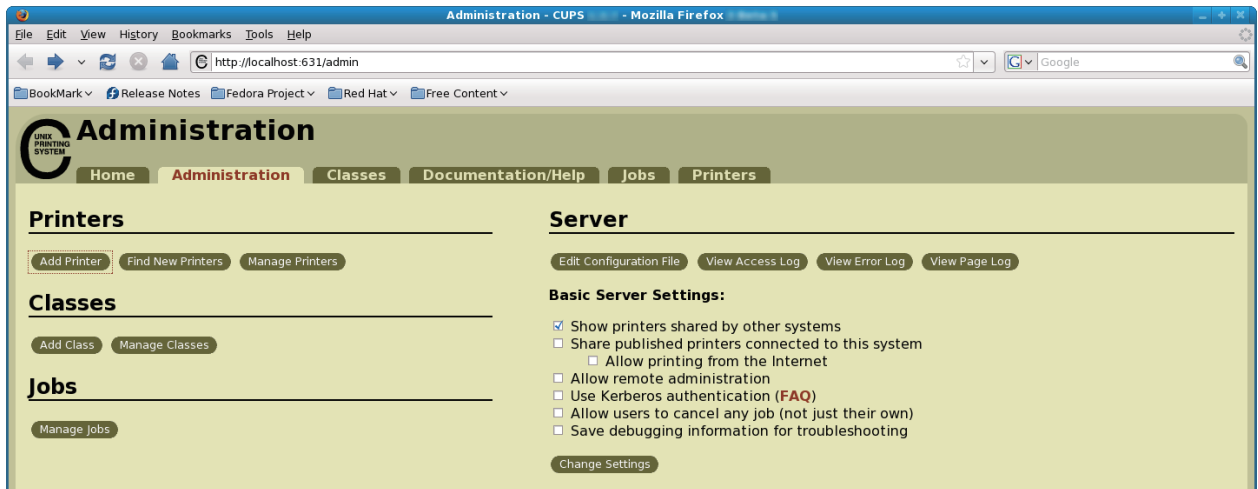 Administration - CUPS - Mozilla Firefox
File Edit View History Bookmarks Tools Help
http://localhost:631/admin
G Google
BookMark Release Notes Fedora Project Red Hat Free Content
UNIX PRINTING SYSTEM
Administration
Home Administration Classes Documentation/Help Jobs Printers
Printers
Add Printer Find New Printers Manage Printers
Classes
Add Class Manage Classes
Jobs
Manage Jobs
Server
Edit Configuration File View Access Log View Error Log View Page Log
Basic Server Settings:
Show printers shared by other systems
Share published printers connected to this system
Allow printing from the Internet
Allow remote administration
Use Kerberos authentication (FAQ)
Allow users to cancel any job (not just their own)
Save debugging information for troubleshooting
Change Settings